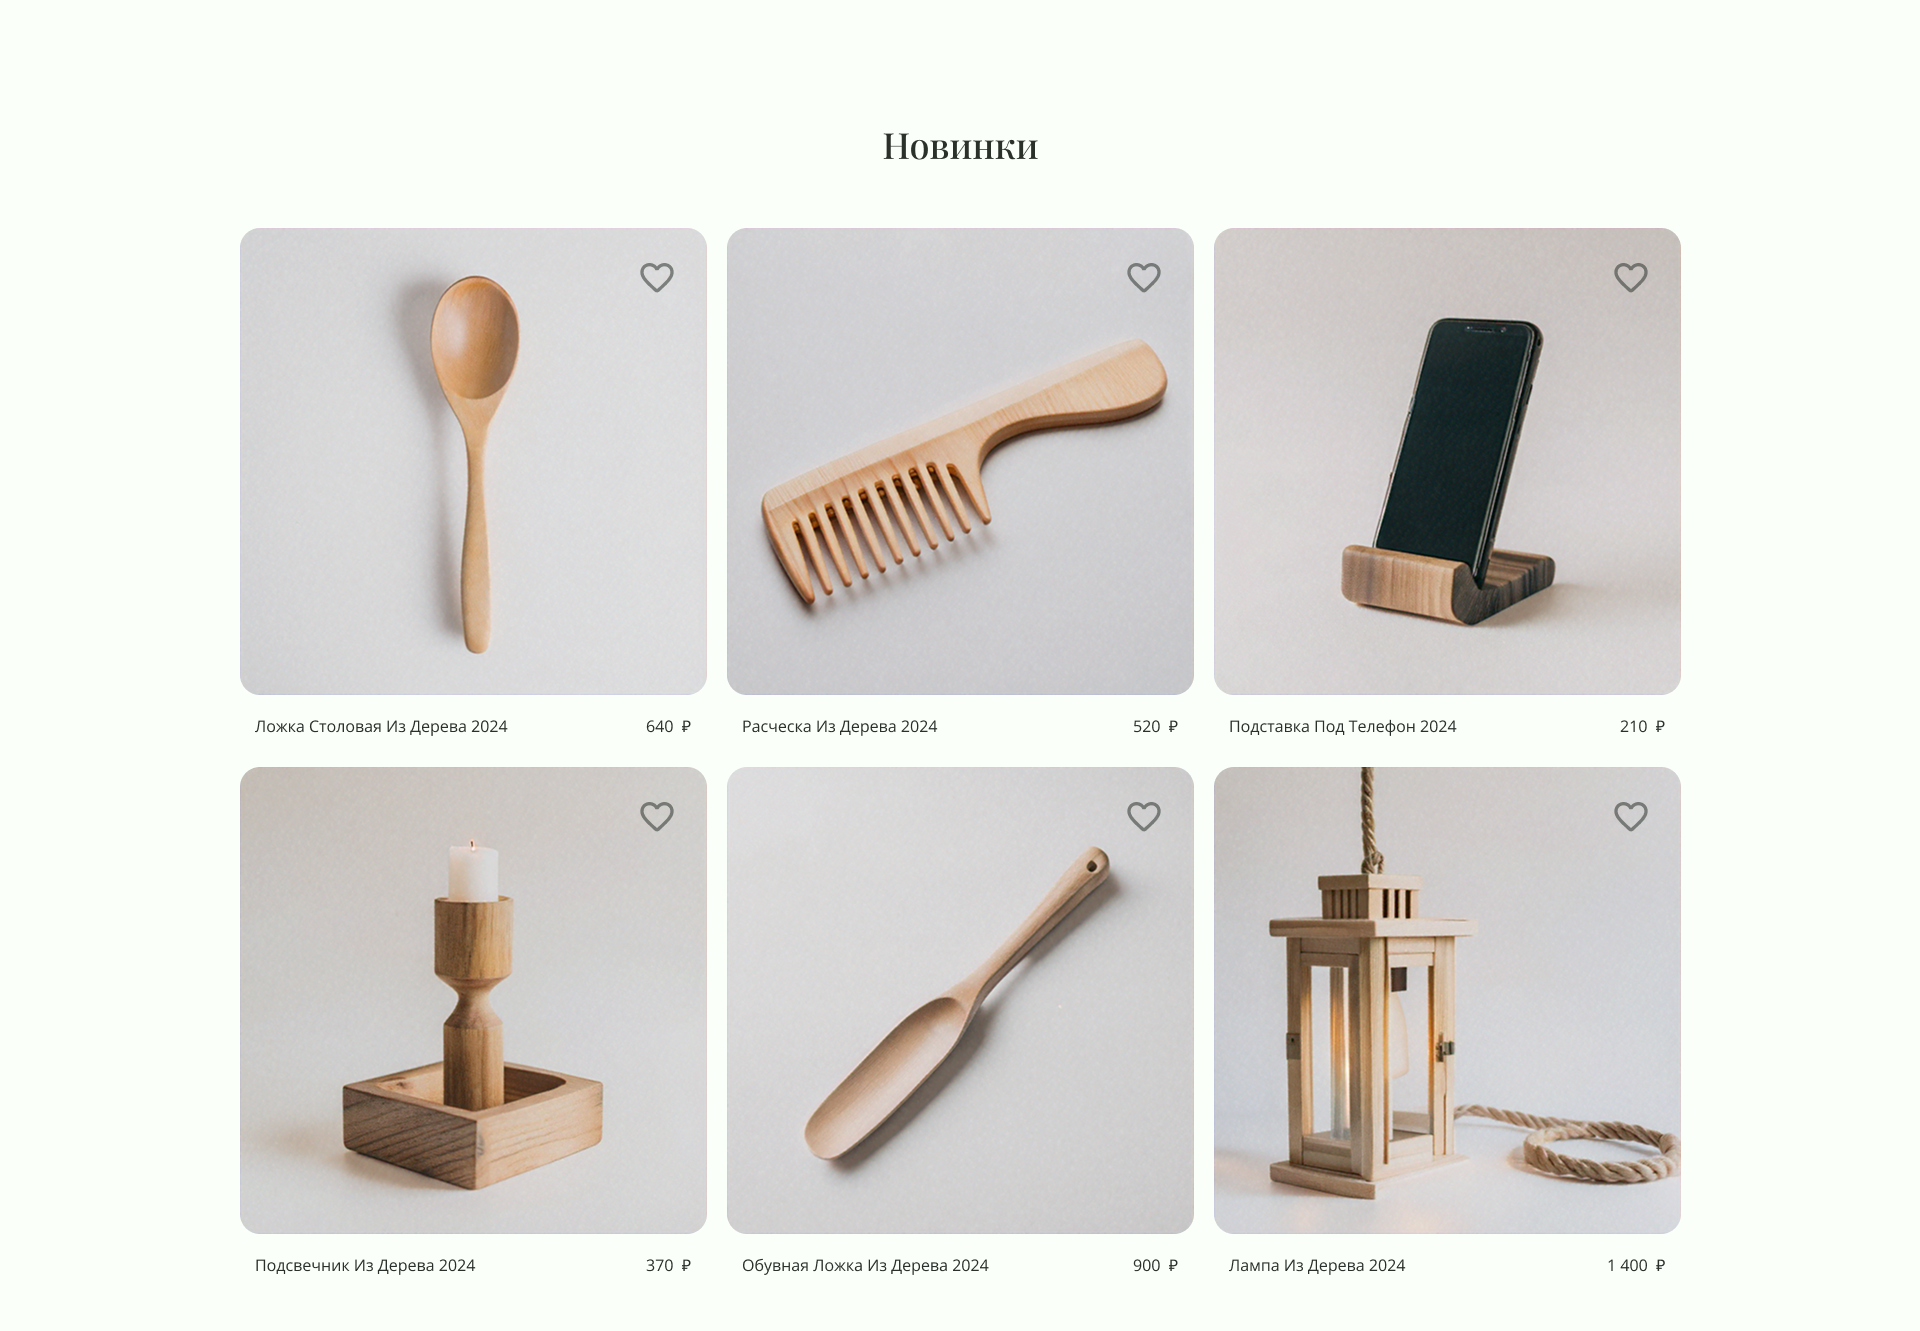 Новинки
Ложка Столовая Из Дерева 2024 640 ₽
Расческа Из Дерева 2024 520 ₽
Подставка Под Телефон 2024 210 ₽
Подсвечник Из Дерева 2024 370 ₽
Обувная Ложка Из Дерева 2024 900 ₽
Лампа Из Дерева 2024 1 400 ₽